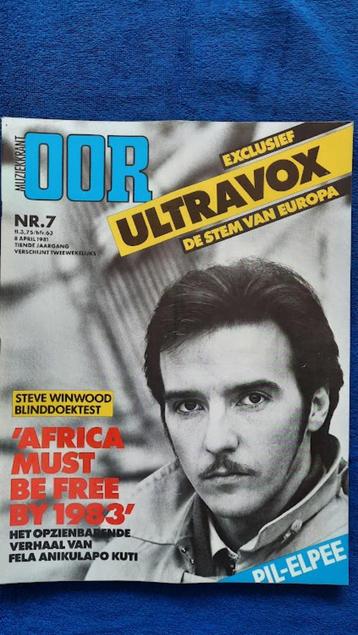 MUZIEKKRANT
OOR
EXCLUSIEF
ULTRAVOX
DE STEM VAN EUROPA
NR.7
fl.3,75/bfr.63
8 APRIL 1981
TIENDE JAARGANG
VERSCHIJNT TWEEWEKELIJKS
STEVE WINWOOD
BLINDDOEKTEST
'AFRICA
MUST
BE FREE
BY 1983'
HET OPZIENBARENDE
VERHAAL VAN
FELA ANIKULAPO KUTI
PIL-ELPEE